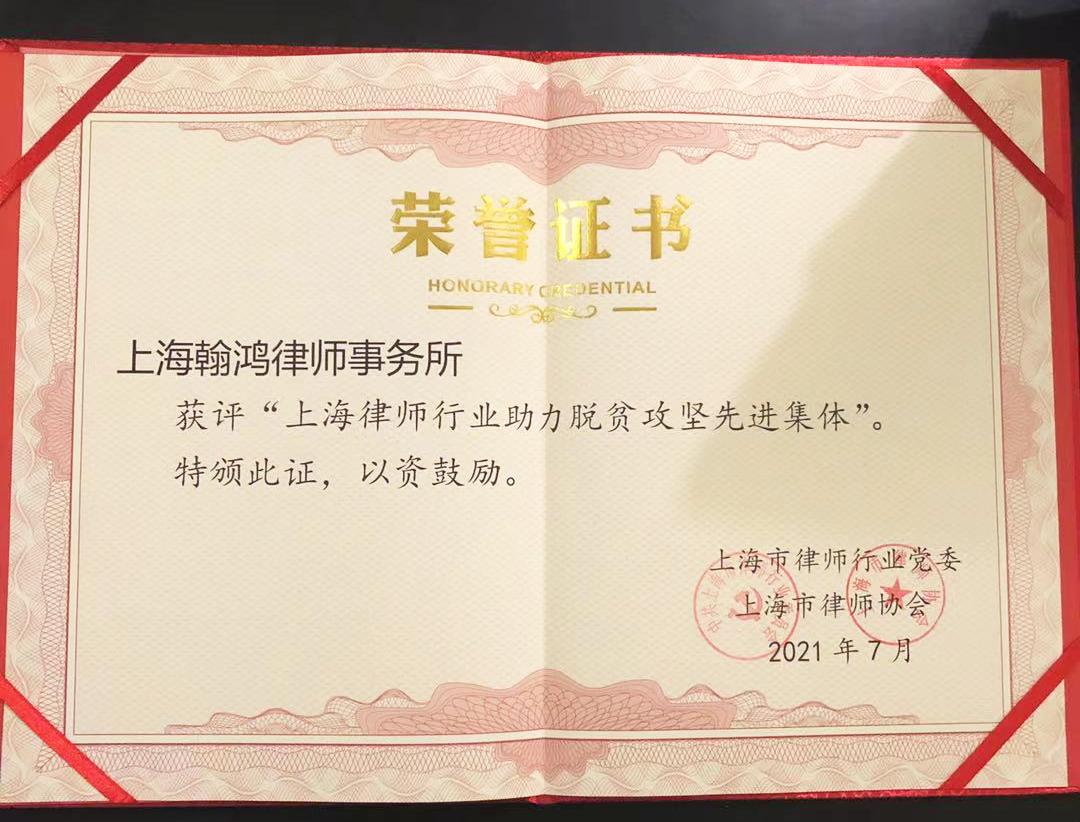 荣誉证书
HONORARY CREDENTIAL
上海翰鸿律师事务所
获评“上海律师行业助力脱贫攻坚先进集体”。
特颁此证，以资鼓励。
上海市律师行业党委
上海市律师协会
2021 年 7 月